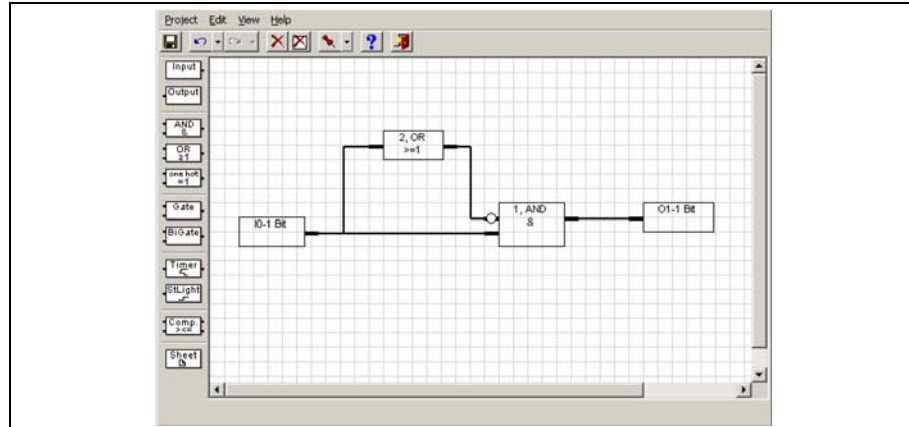 Project Edit View Help
?
Input
Output
AND
&
OR
≥1
one hot
=1
Gate
BiGate
Timer
StLight
Comp.
><=
Sheet
2, OR
>=1
1, AND
&
O1-1 Bit
I0-1 Bit